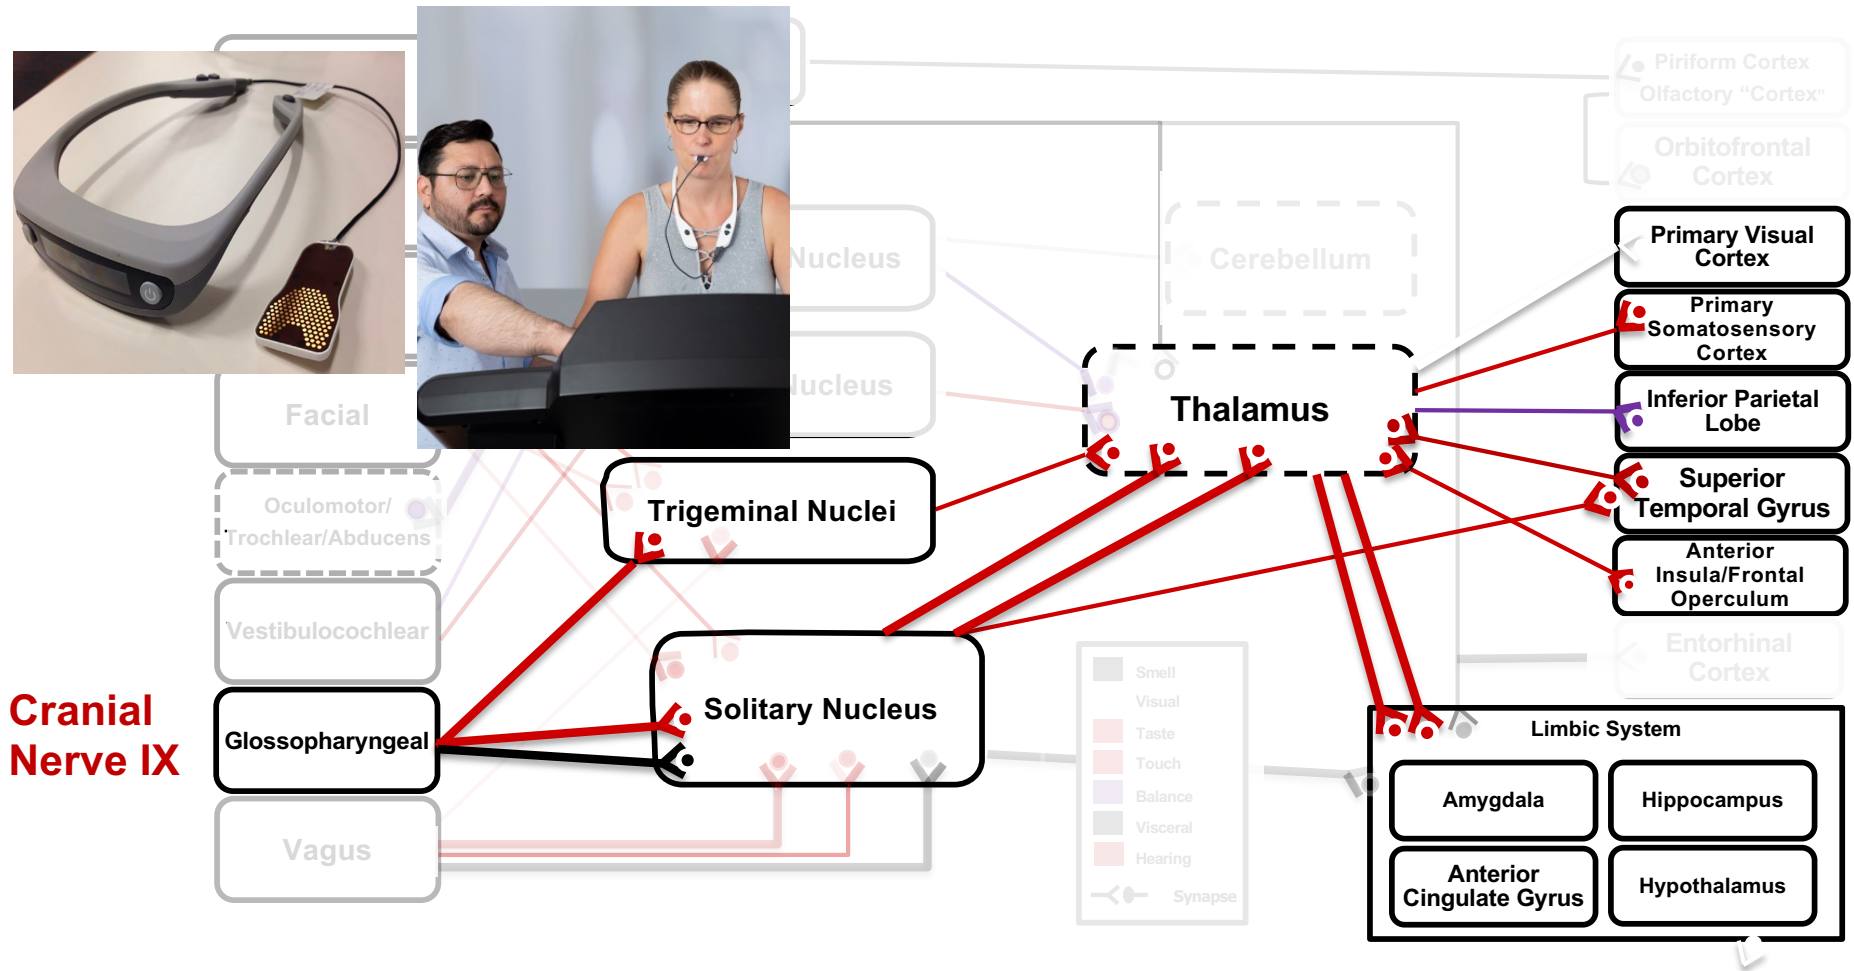 Piriform Cortex
Olfactory “Cortex”
Orbitofrontal
Cortex
Primary Visual
Cortex
Primary
Somatosensory
Cortex
Inferior Parietal
Lobe
Superior
Temporal Gyrus
Anterior
Insula/Frontal
Operculum
Entorhinal
Cortex
Nucleus
Cerebellum
Nucleus
Thalamus
Facial
Oculomotor/
Trochlear/Abducens
Trigeminal Nuclei
Vestibulocochlear
Solitary Nucleus
Cranial
Nerve IX
Glossopharyngeal
Vagus
Smell
Visual
Taste
Touch
Balance
Visceral
Hearing
Synapse
Limbic System
Amygdala
Hippocampus
Anterior
Cingulate Gyrus
Hypothalamus